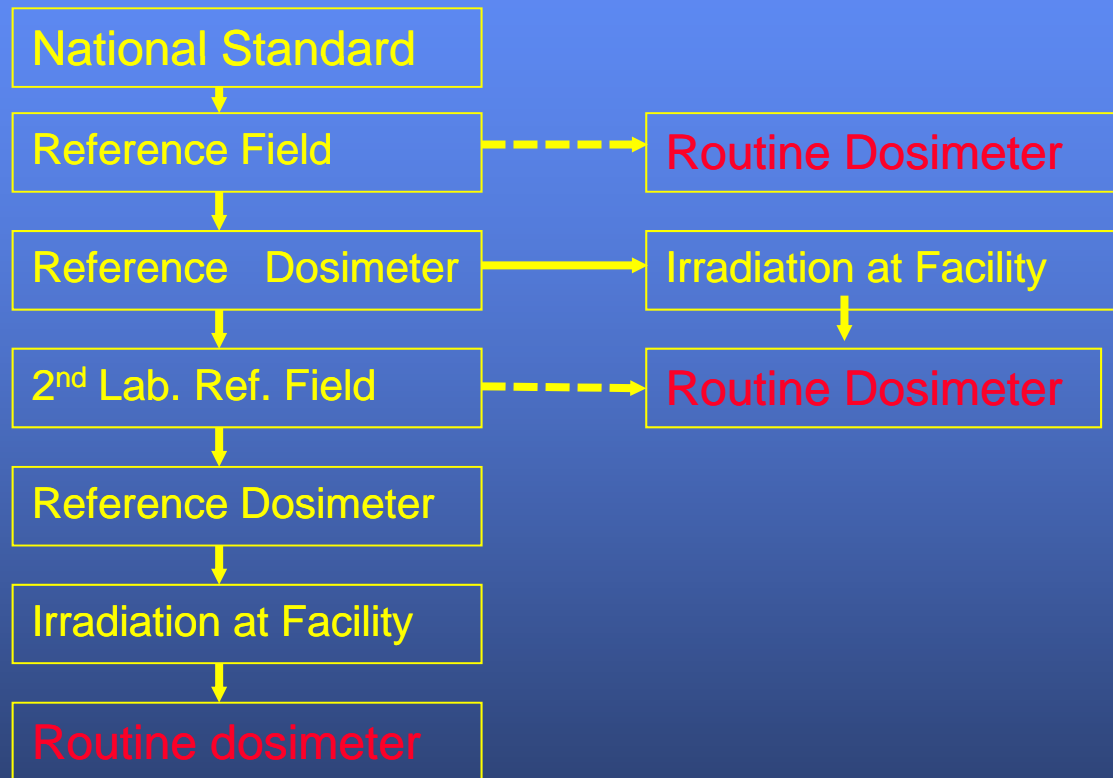 National Standard
Reference Field
Routine Dosimeter
Reference Dosimeter
Irradiation at Facility
2nd Lab. Ref. Field
Routine Dosimeter
Reference Dosimeter
Irradiation at Facility
Routine dosimeter